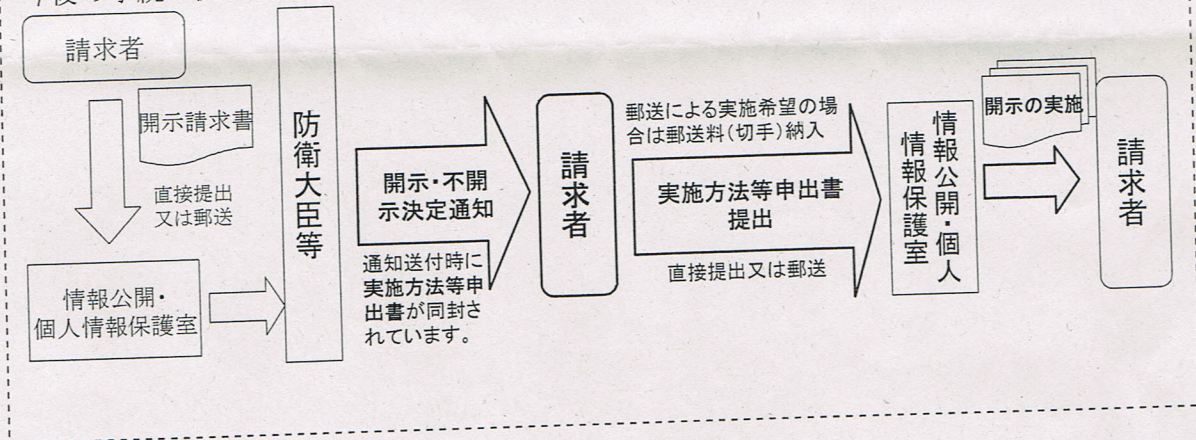 請求者
開示請求書
直接提出
又は郵送
情報公開・
個人情報保護室
防衛大臣等
開示・不開
示決定通知
通知送付時に
実施方法等申
出書が同封さ
れています。
請求者
郵送による実施希望の場
合は郵送料(切手)納入
実施方法等申出書
提出
直接提出又は郵送
情報公開・個人
情報保護室
開示の実施
請求者